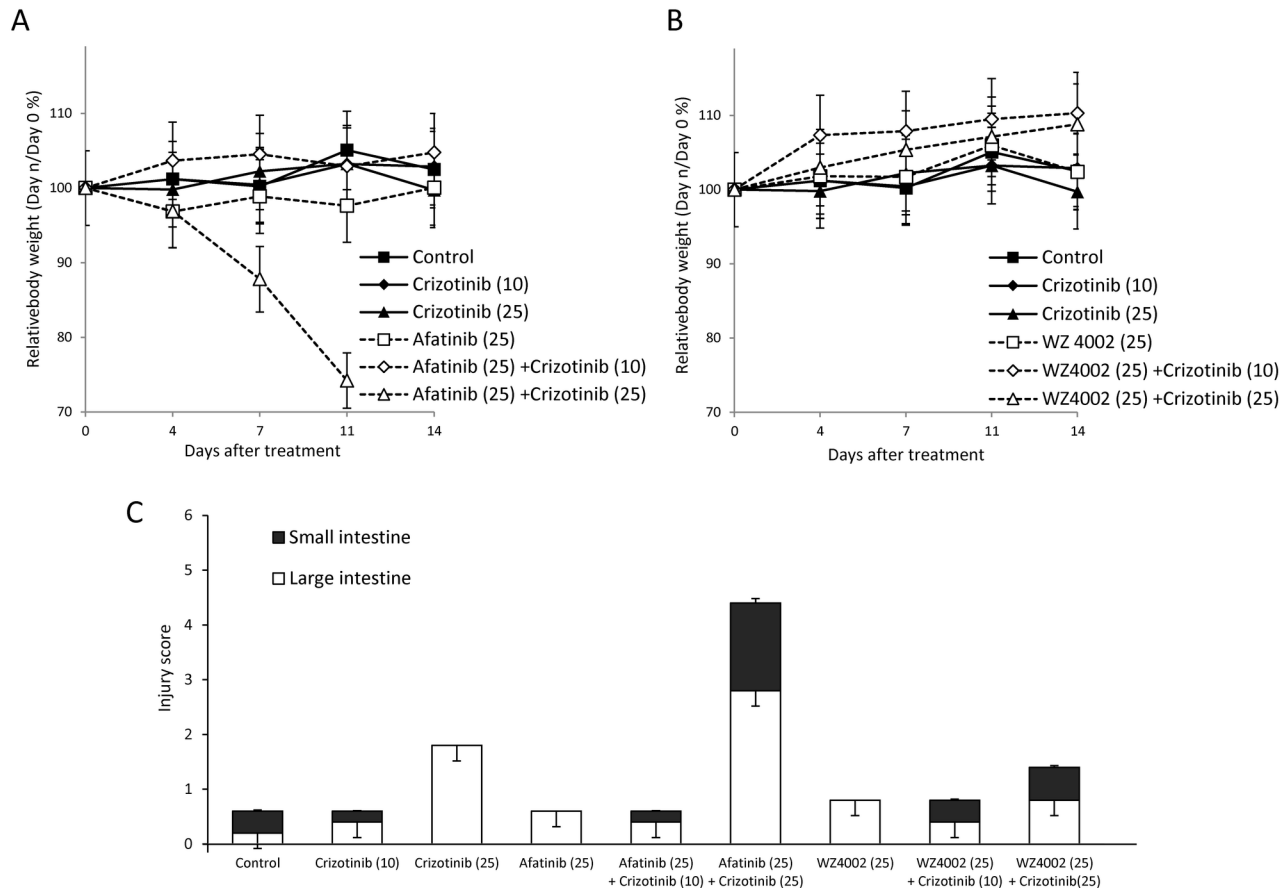 A
Relativebody weight (Day n/Day 0 %)
110
100
90
80
70
0
4
7
11
14
Days after treatment
Control
Crizotinib (10)
Crizotinib (25)
Afatinib (25)
Afatinib (25) +Crizotinib (10)
Afatinib (25) +Crizotinib (25)
B
Relativebody weight (Day n/Day 0 %)
110
100
90
80
70
0
4
7
11
14
Days after treatment
Control
Crizotinib (10)
Crizotinib (25)
WZ 4002 (25)
WZ4002 (25) +Crizotinib (10)
WZ4002 (25) +Crizotinib (25)
C
Injury score
6
5
4
3
2
1
0
Small intestine
Large intestine
Control
Crizotinib (10)
Crizotinib (25)
Afatinib (25)
Afatinib (25)
+ Crizotinib (10)
Afatinib (25)
+ Crizotinib (25)
WZ4002 (25)
WZ4002 (25)
+ Crizotinib (10)
WZ4002 (25)
+ Crizotinib(25)